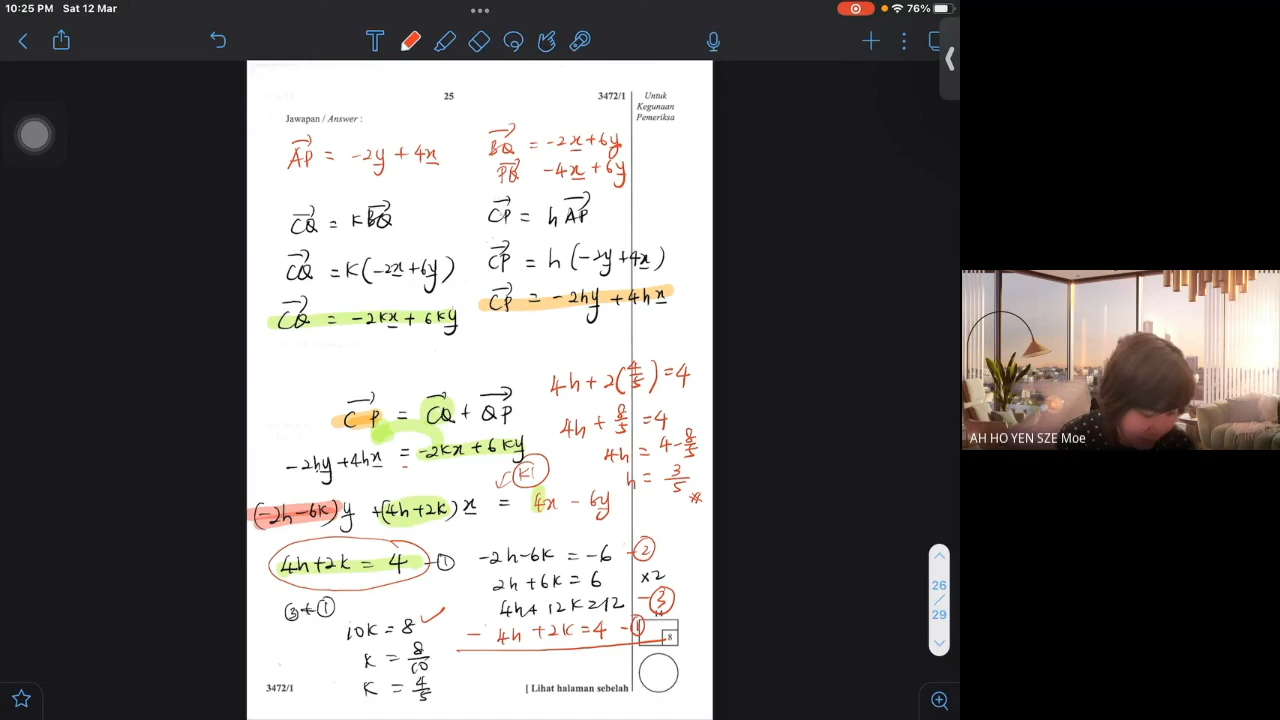 10:25 PM Sat 12 Mar
76%
25
3472/1
Untuk
Kegunaan
Pemeriksa
Jawapan / Answer :
AP = -2y + 4x
BQ = -2x + 6y
PQ -4x + 6y
CQ = K BQ
CP = h AP
CQ = K(-2x + 6y)
CP = h(-2y + 4x)
CQ = -2Kx + 6Ky
CP = -2hy + 4hx
CP = CQ + QP
-2hy + 4hx = -2Kx + 6Ky
K1
(-2h-6K)y + (4h+2K)x = 4x - 6y
4h + 2(4/5) = 4
4h + 8/5 = 4
4h = 4 - 8/5
h = 3/5 *
4h + 2K = 4 - ①
-2h - 6K = -6 - ②
2h + 6K = 6 ×2
4h + 12K = 12 - ③
- 4h + 2K = 4 - ①
10K = 8
K = 8/10
K = 4/5
8
3472/1
[ Lihat halaman sebelah
26
/
29
AH HO YEN SZE Moe